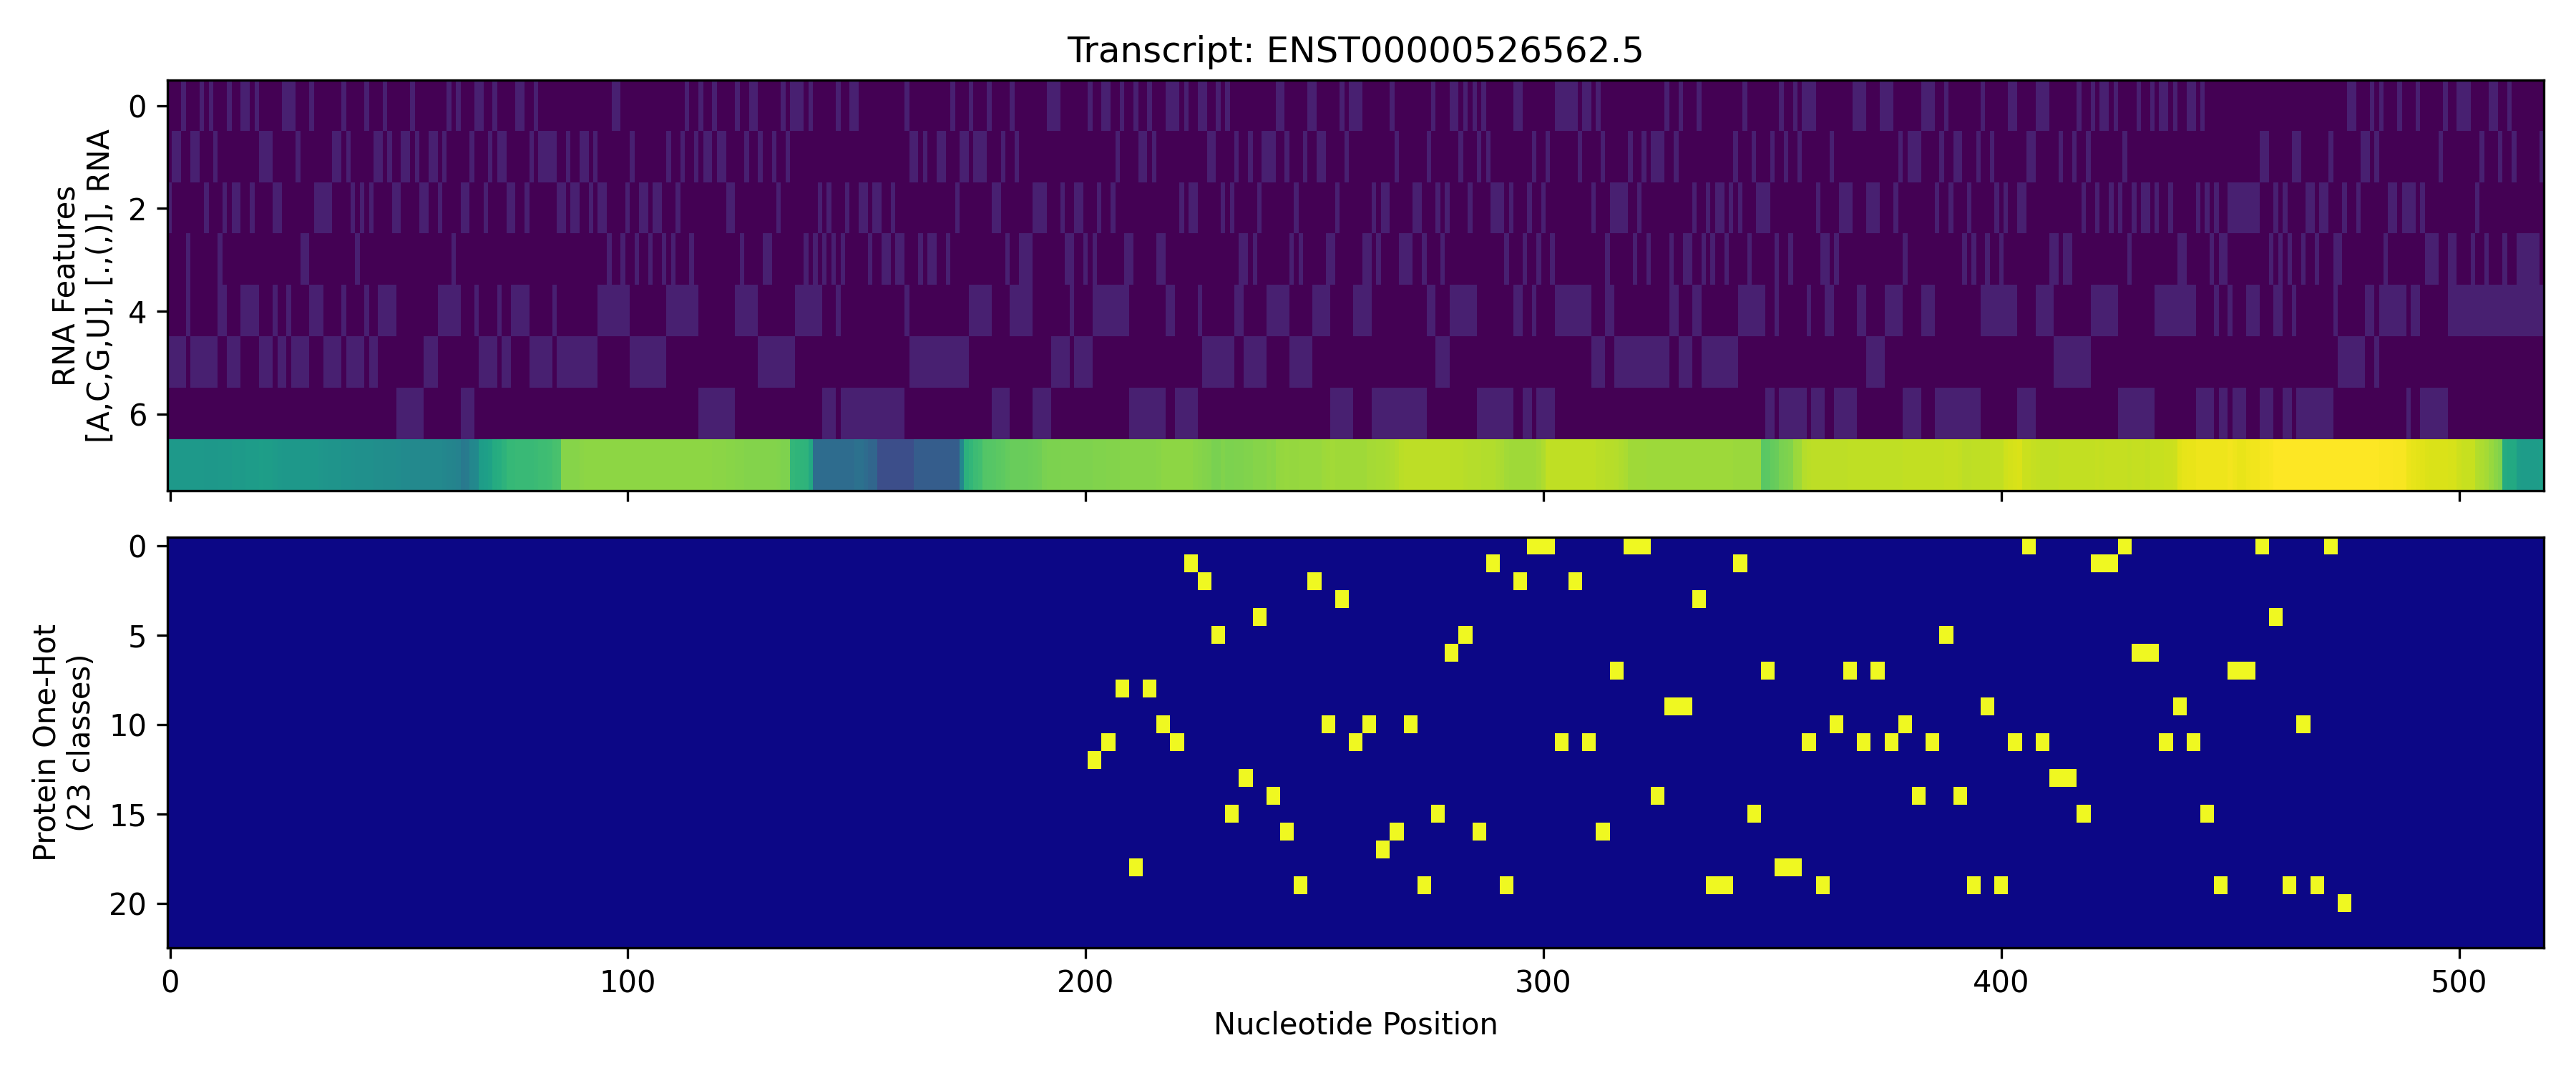 Transcript: ENST00000526562.5
RNA Features
[A,C,G,U], [.,(,)], RNA
0
2
4
6
Protein One-Hot
(23 classes)
0
5
10
15
20
0 100 200 300 400 500
Nucleotide Position